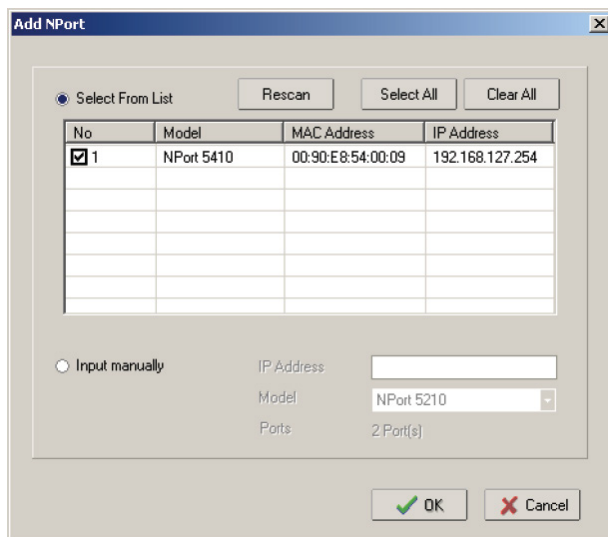 Add NPort
Select From List Rescan Select All Clear All
No Model MAC Address IP Address
1 NPort 5410 00:90:E8:54:00:09 192.168.127.254
Input manually IP Address
Model NPort 5210
Ports 2 Port(s)
OK Cancel